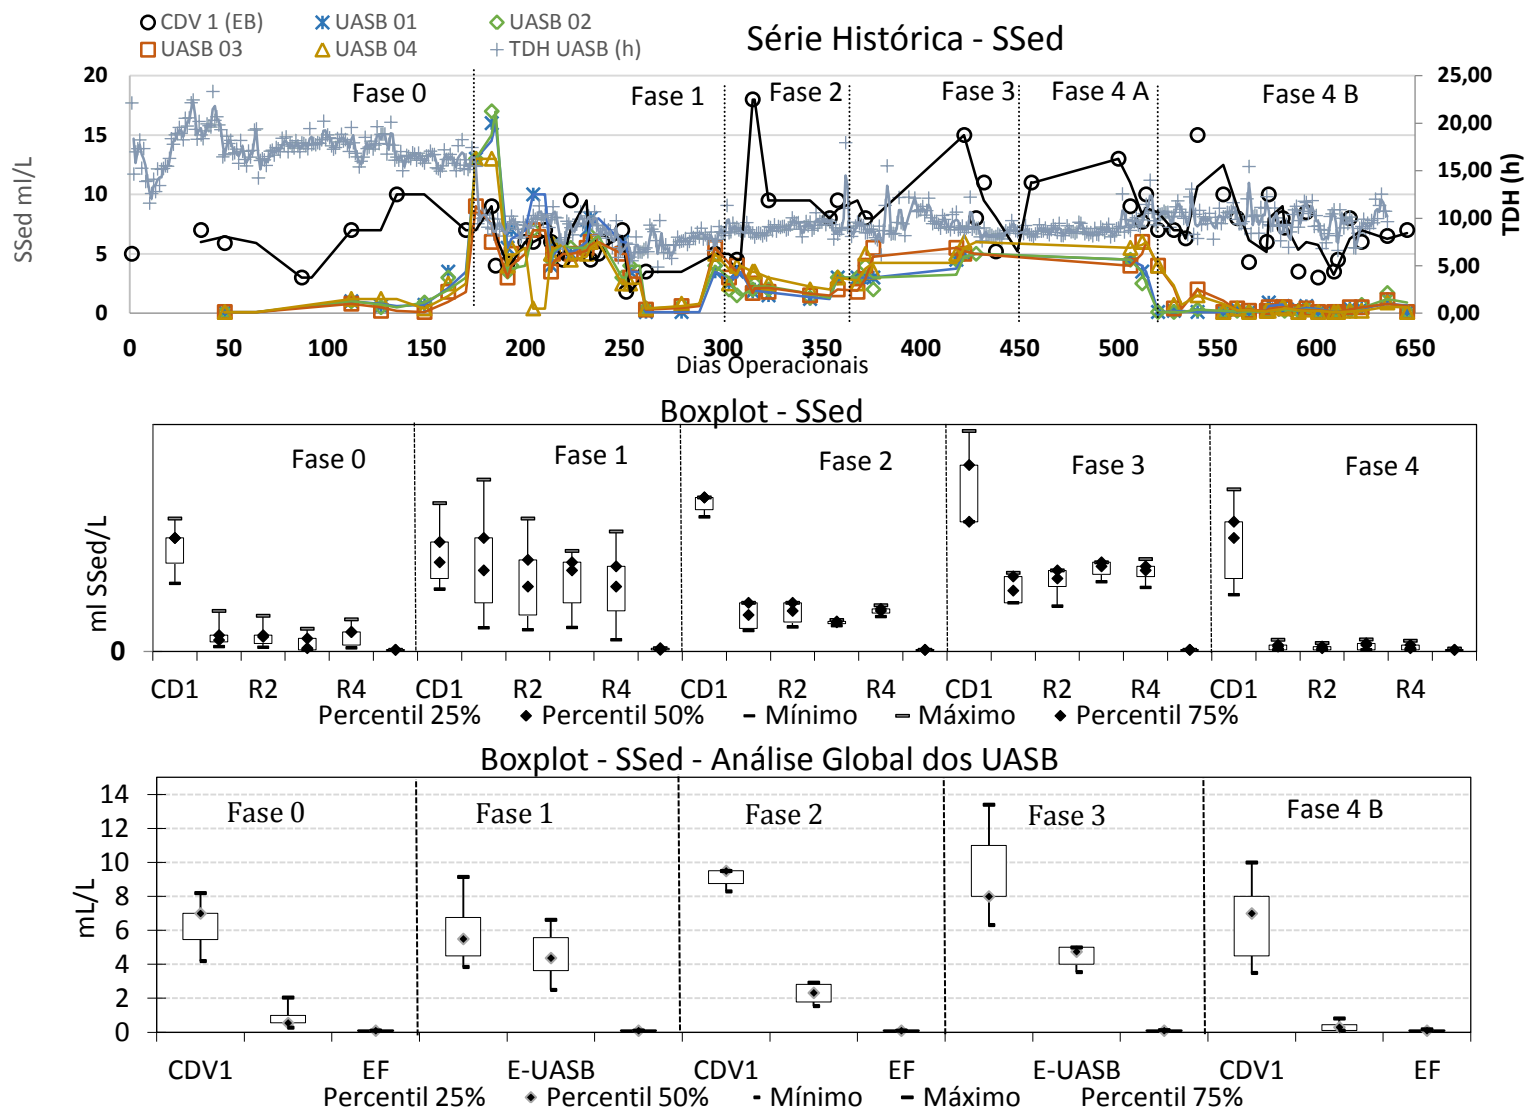 CDV 1 (EB) UASB 01 UASB 02
UASB 03 UASB 04 TDH UASB (h)
Série Histórica - SSed
20 25,00
Fase 0 Fase 1 Fase 2 Fase 3 Fase 4 A Fase 4 B
15 20,00
15,00
10
10,00
5
5,00
0 0,00
SSed ml/L
TDH (h)
0 50 100 150 200 250 300 350 400 450 500 550 600 650
Dias Operacionais
Boxplot - SSed
Fase 0 Fase 1 Fase 2 Fase 3 Fase 4
ml SSed/L
0
CD1 R2 R4 CD1 R2 R4 CD1 R2 R4 CD1 R2 R4 CD1 R2 R4
Percentil 25% Percentil 50% Mínimo Máximo Percentil 75%
Boxplot - SSed - Análise Global dos UASB
14
Fase 0 Fase 1 Fase 2 Fase 3 Fase 4 B
12
10
8
6
4
2
0
mL/L
CDV1 EF E-UASB CDV1 EF E-UASB CDV1 EF
Percentil 25% Percentil 50% Mínimo Máximo Percentil 75%